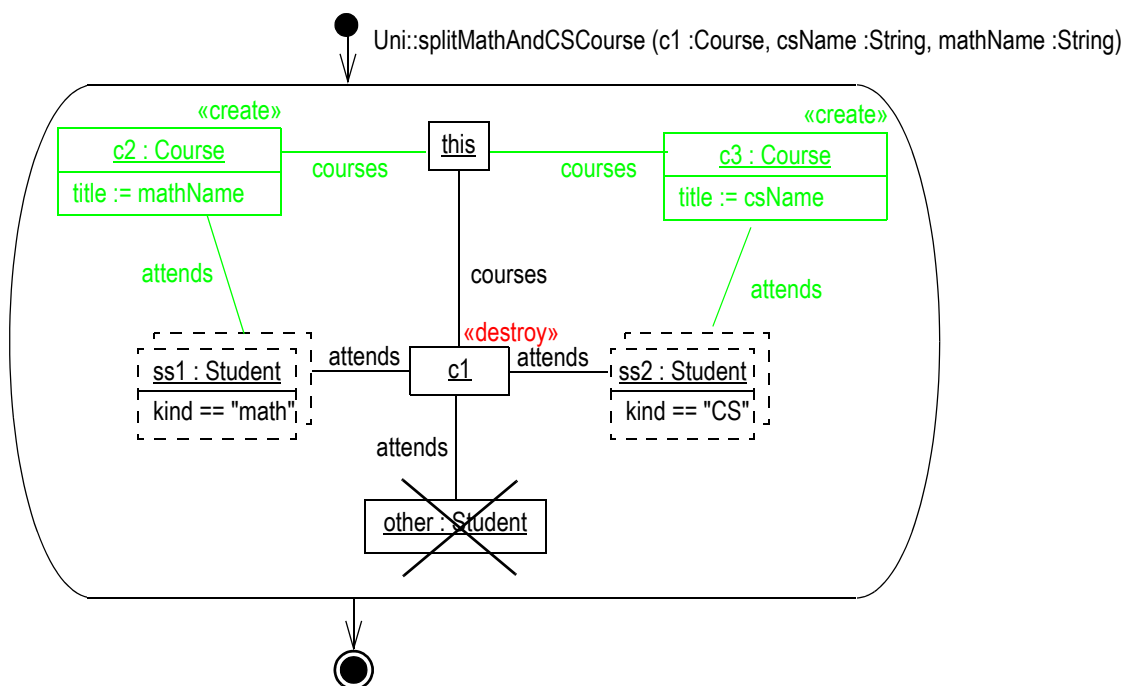 Uni::splitMathAndCSCourse (c1 :Course, csName :String, mathName :String)
«create»
c2 : Course
title := mathName
courses
this
courses
«create»
c3 : Course
title := csName
attends
courses
attends
«destroy»
ss1 : Student
kind == "math"
attends
c1
attends
ss2 : Student
kind == "CS"
attends
other : Student